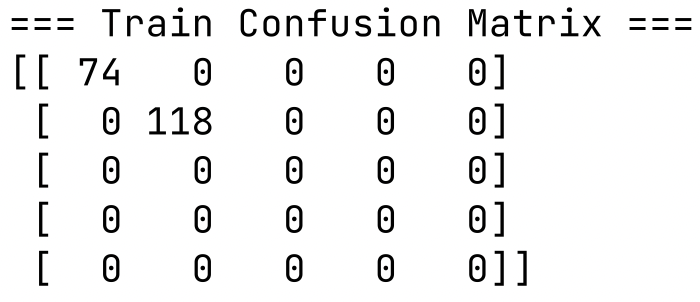 === Train Confusion Matrix ===
[[ 74   0   0   0   0]
 [  0 118   0   0   0]
 [  0   0   0   0   0]
 [  0   0   0   0   0]
 [  0   0   0   0   0]]